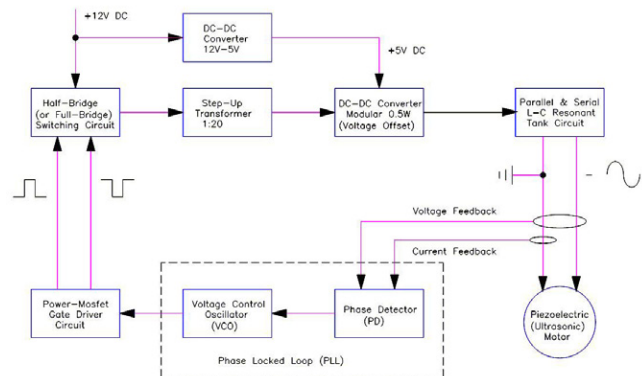 +12V DC
DC-DC
Converter
12V-5V
+5V DC
Half-Bridge
(or Full-Bridge)
Switching Circuit
Step-Up
Transformer
1:20
DC-DC Converter
Modular 0.5W
(Voltage Offset)
Parallel & Serial
L-C Resonant
Tank Circuit
Voltage Feedback
Current Feedback
Power-Mosfet
Gate Driver
Circuit
Voltage Control
Oscillator
(VCO)
Phase Detector
(PD)
Piezoelectric
(Ultrasonic)
Motor
Phase Locked Loop (PLL)